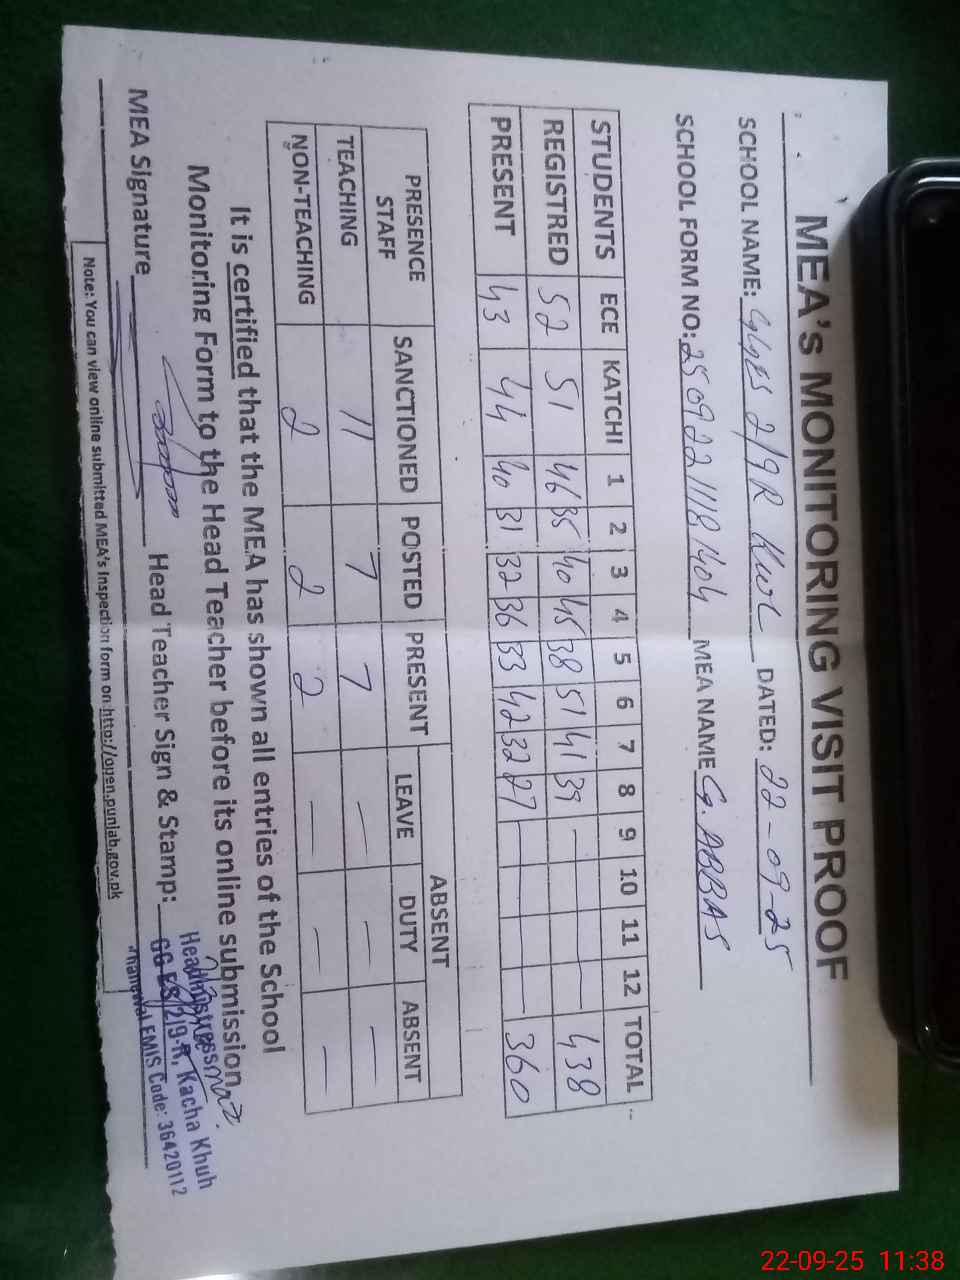 MEA's MONITORING VISIT PROOF
SCHOOL NAME: 2/9R DATED: 22-09-25
SCHOOL FORM NO: 2509221118404 MEA NAME G. ABBAS
STUDENTS ECE KATCHI 1 2 3 4 5 6 7 8 9 10 11 12 TOTAL
REGISTRED 52 51 46 35 40 45 38 51 41 39 — — — — 438
PRESENT 43 44 40 31 32 36 33 42 32 27 — — — — 360
PRESENCE STAFF SANCTIONED POSTED PRESENT ABSENT
LEAVE DUTY ABSENT
TEACHING 11 7 7 — — —
NON-TEACHING 2 2 2 — — —
It is certified that the MEA has shown all entries of the School
Monitoring Form to the Head Teacher before its online submission
MEA Signature Head Teacher Sign & Stamp:
Headmistress
GGES 2/9-R, Kacha Khuh
Khanewal EMIS Code: 36420112
Note: You can view online submitted MEA's Inspection form on http://open.punjab.gov.pk
22-09-25 11:38